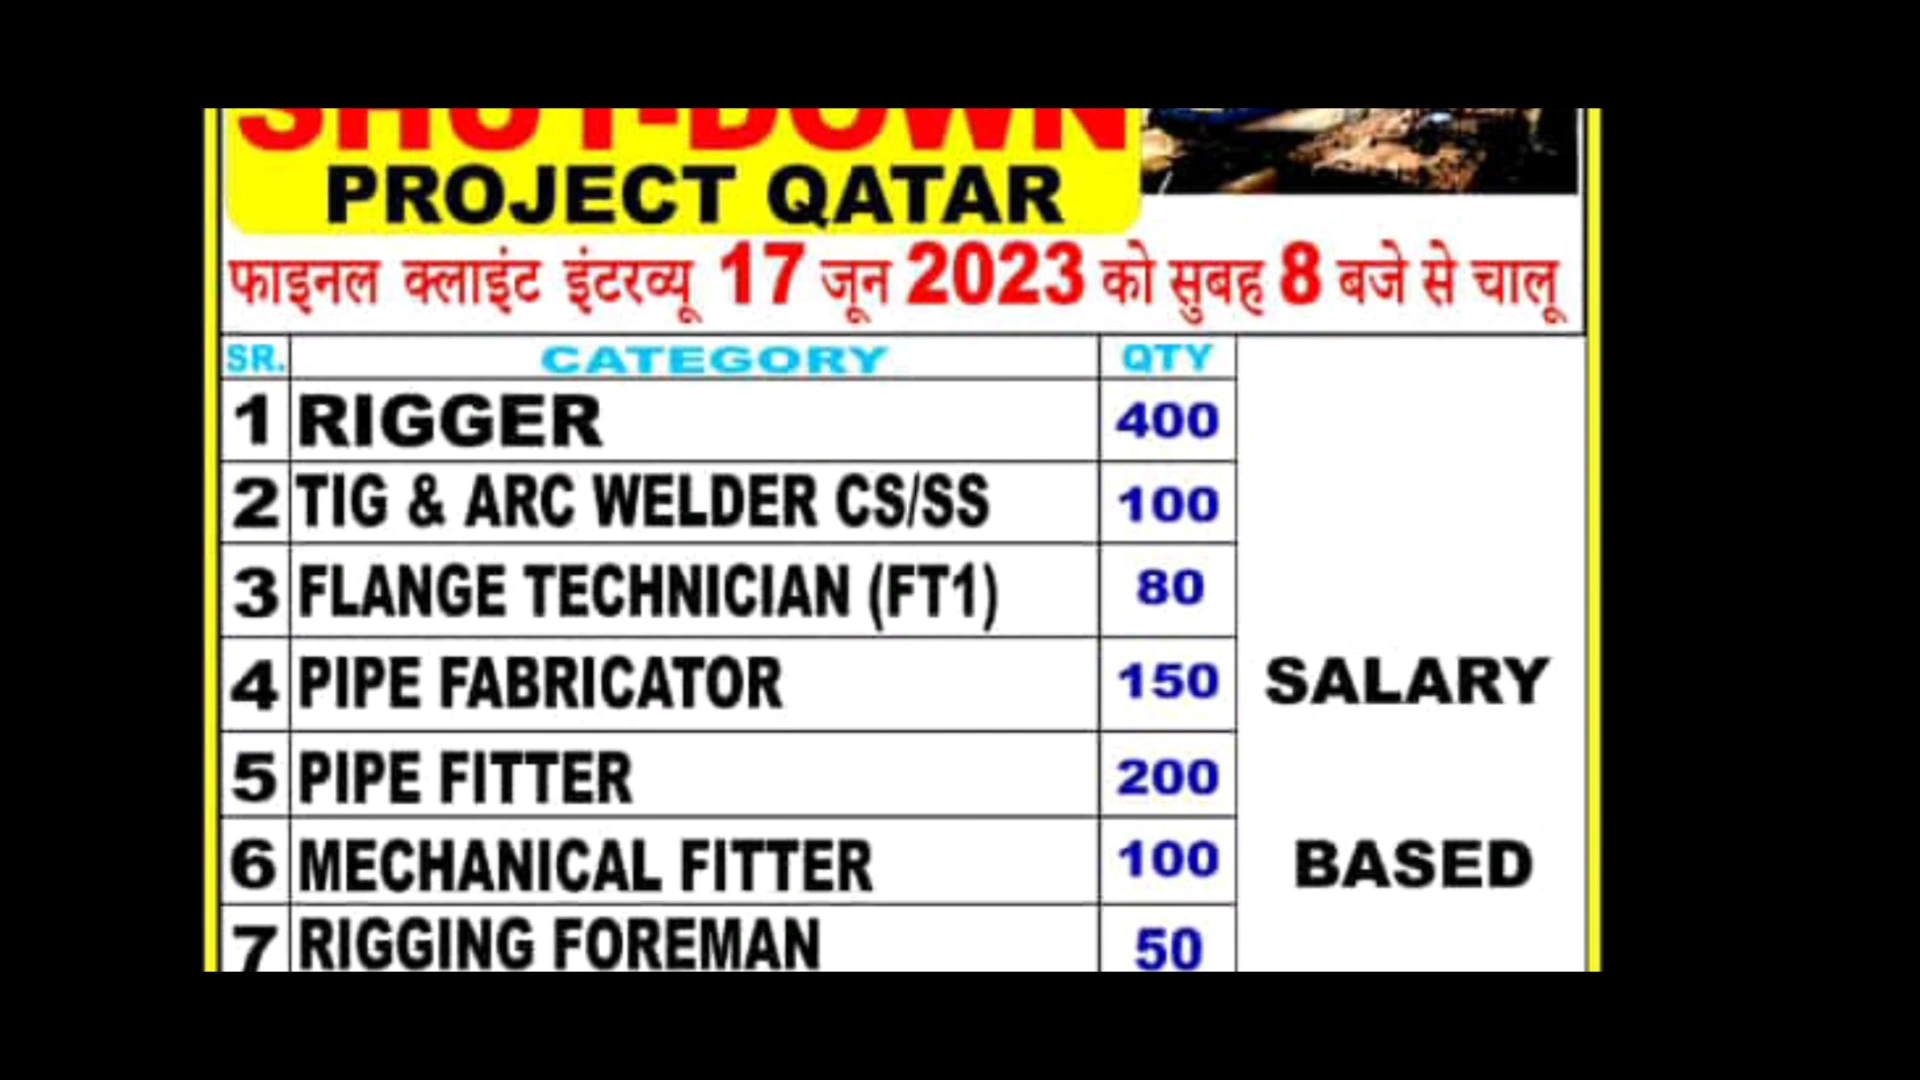 SHUT-DOWN
PROJECT QATAR
फाइनल क्लाइंट इंटरव्यू 17 जून 2023 को सुबह 8 बजे से चालू
SR. CATEGORY QTY
1 RIGGER 400
2 TIG & ARC WELDER CS/SS 100
3 FLANGE TECHNICIAN (FT1) 80
4 PIPE FABRICATOR 150 SALARY
5 PIPE FITTER 200
6 MECHANICAL FITTER 100 BASED
7 RIGGING FOREMAN 50